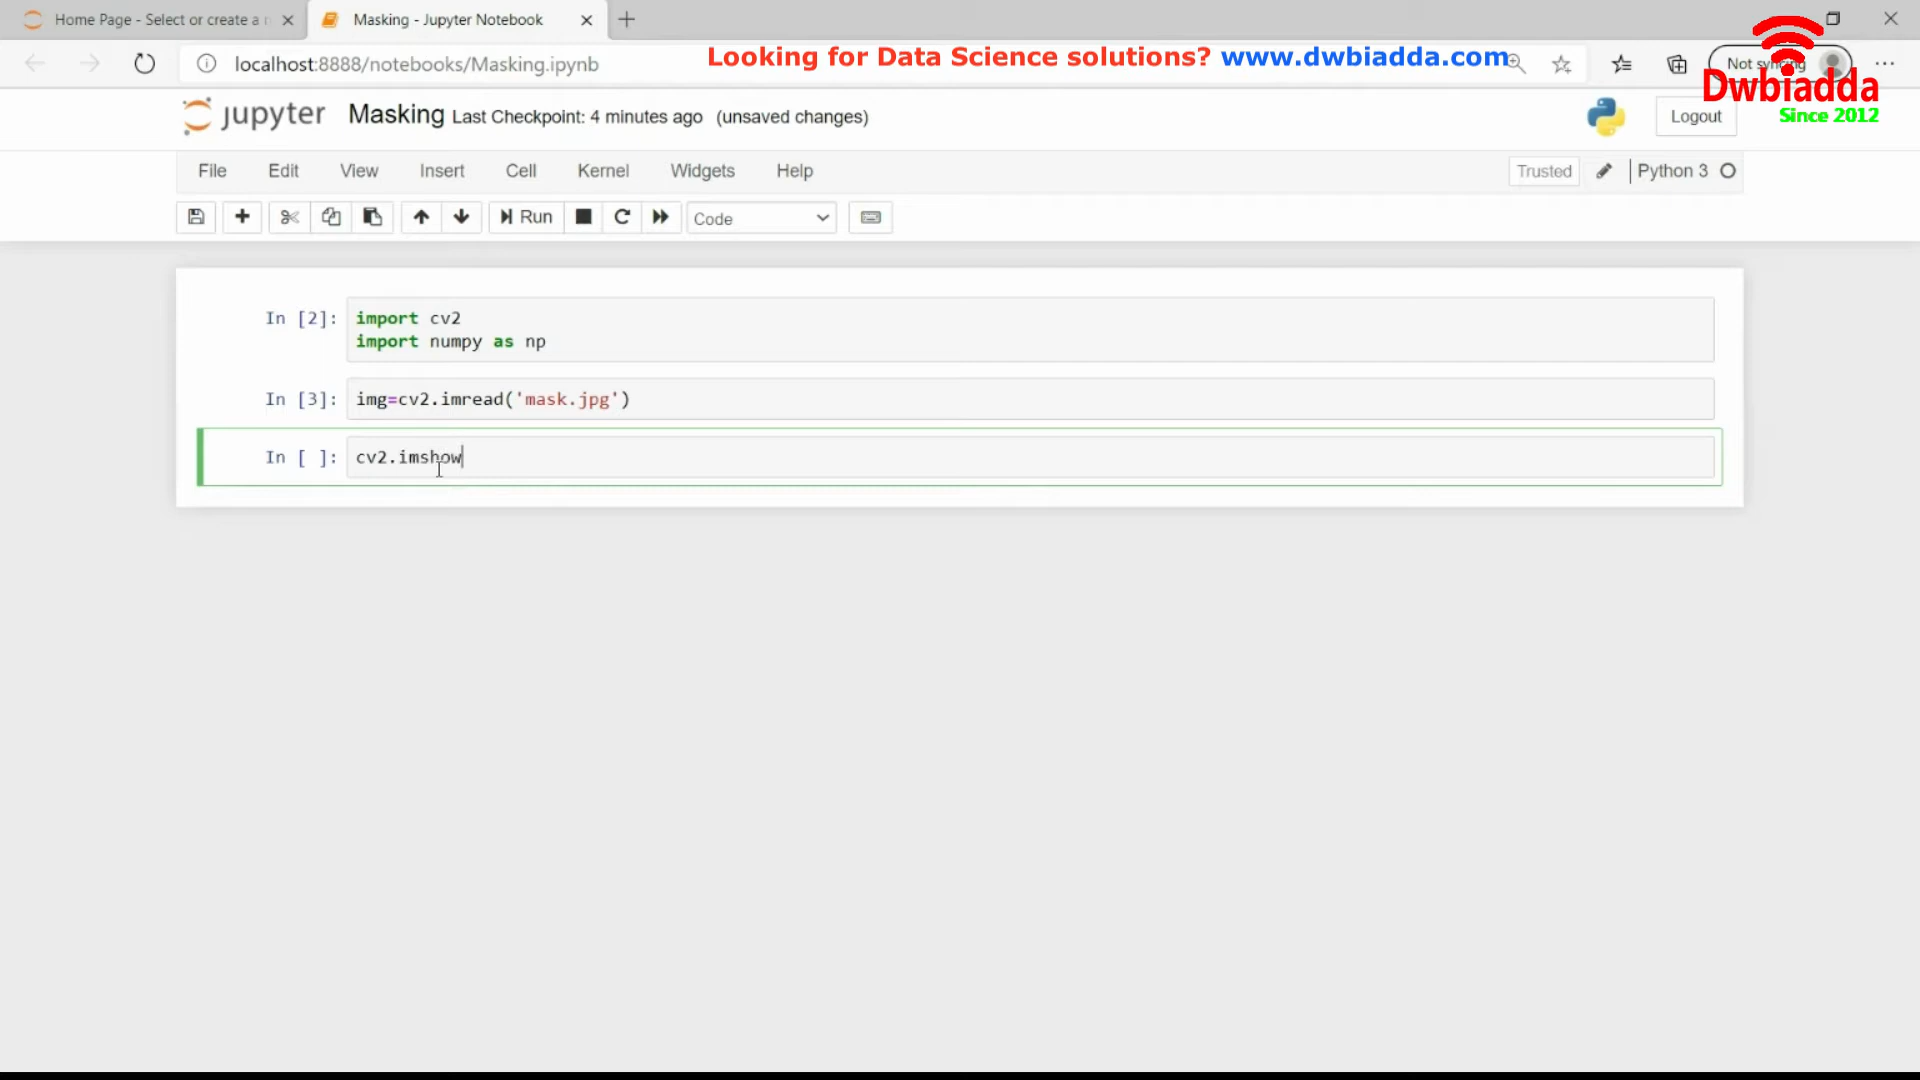 Home Page - Select or create a n
Masking - Jupyter Notebook
localhost:8888/notebooks/Masking.ipynb
Looking for Data Science solutions? www.dwbiadda.com
Not syncing
Dwbiadda
Since 2012
jupyter Masking Last Checkpoint: 4 minutes ago (unsaved changes)
Logout
File Edit View Insert Cell Kernel Widgets Help
Trusted Python 3
Run Code
In [2]: import cv2
import numpy as np
In [3]: img=cv2.imread('mask.jpg')
In [ ]: cv2.imshow